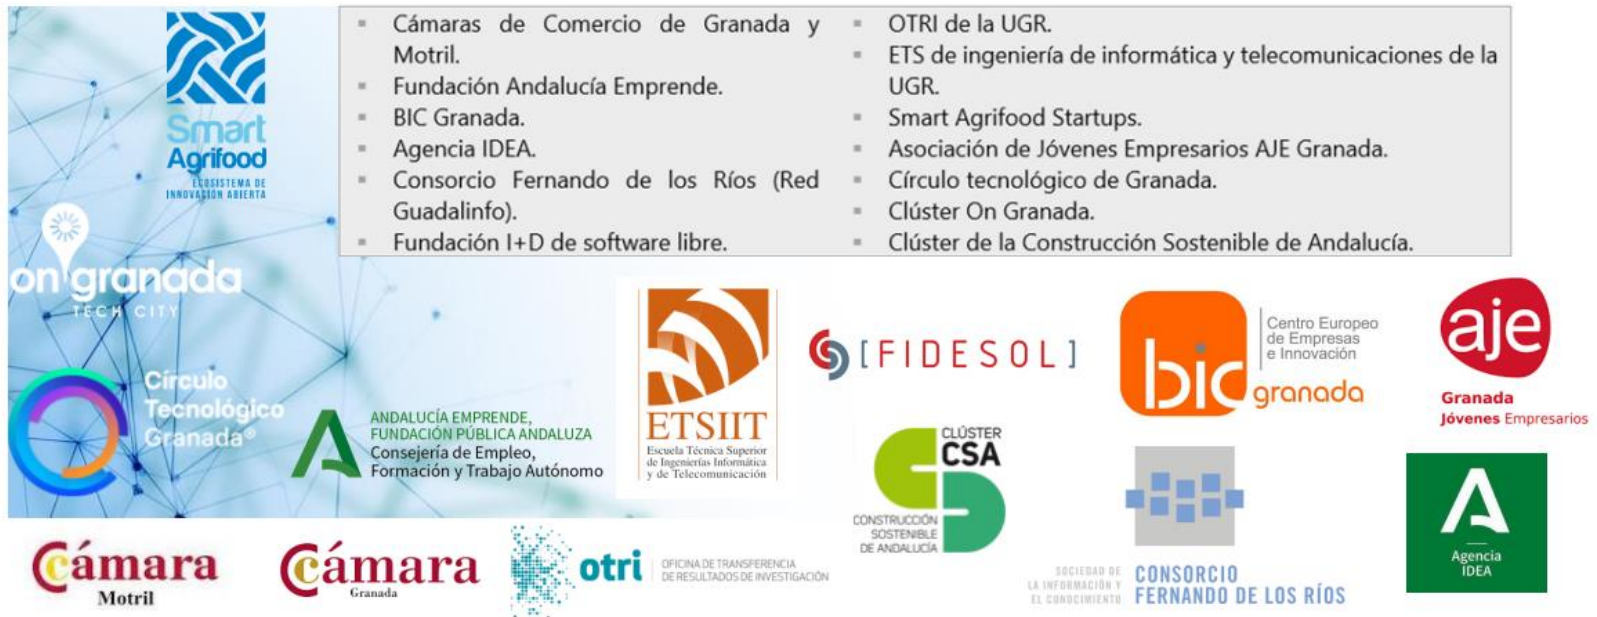 Smart
Agrifood
ECOSISTEMA DE
INNOVACIÓN ABIERTA
▪ Cámaras de Comercio de Granada y
Motril.
▪ Fundación Andalucía Emprende.
▪ BIC Granada.
▪ Agencia IDEA.
▪ Consorcio Fernando de los Ríos (Red
Guadalinfo).
▪ Fundación I+D de software libre.
▪ OTRI de la UGR.
▪ ETS de ingeniería de informática y telecomunicaciones de la
UGR.
▪ Smart Agrifood Startups.
▪ Asociación de Jóvenes Empresarios AJE Granada.
▪ Círculo tecnológico de Granada.
▪ Clúster On Granada.
▪ Clúster de la Construcción Sostenible de Andalucía.
on granada
TECH CITY
Círculo
Tecnológico
Granada®
ANDALUCÍA EMPRENDE,
FUNDACIÓN PÚBLICA ANDALUZA
Consejería de Empleo,
Formación y Trabajo Autónomo
ETSIIT
Escuela Técnica Superior
de Ingenierías Informática
y de Telecomunicación
[FIDESOL]
CLÚSTER
CSA
CONSTRUCCIÓN
SOSTENIBLE
DE ANDALUCÍA
bic
granada
Centro Europeo
de Empresas
e Innovación
aje
Granada
Jóvenes Empresarios
Cámara
Motril
Cámara
Granada
otri
OFICINA DE TRANSFERENCIA
DE RESULTADOS DE INVESTIGACIÓN
SOCIEDAD DE
LA INFORMACIÓN Y
EL CONOCIMIENTO
CONSORCIO
FERNANDO DE LOS RÍOS
Agencia
IDEA